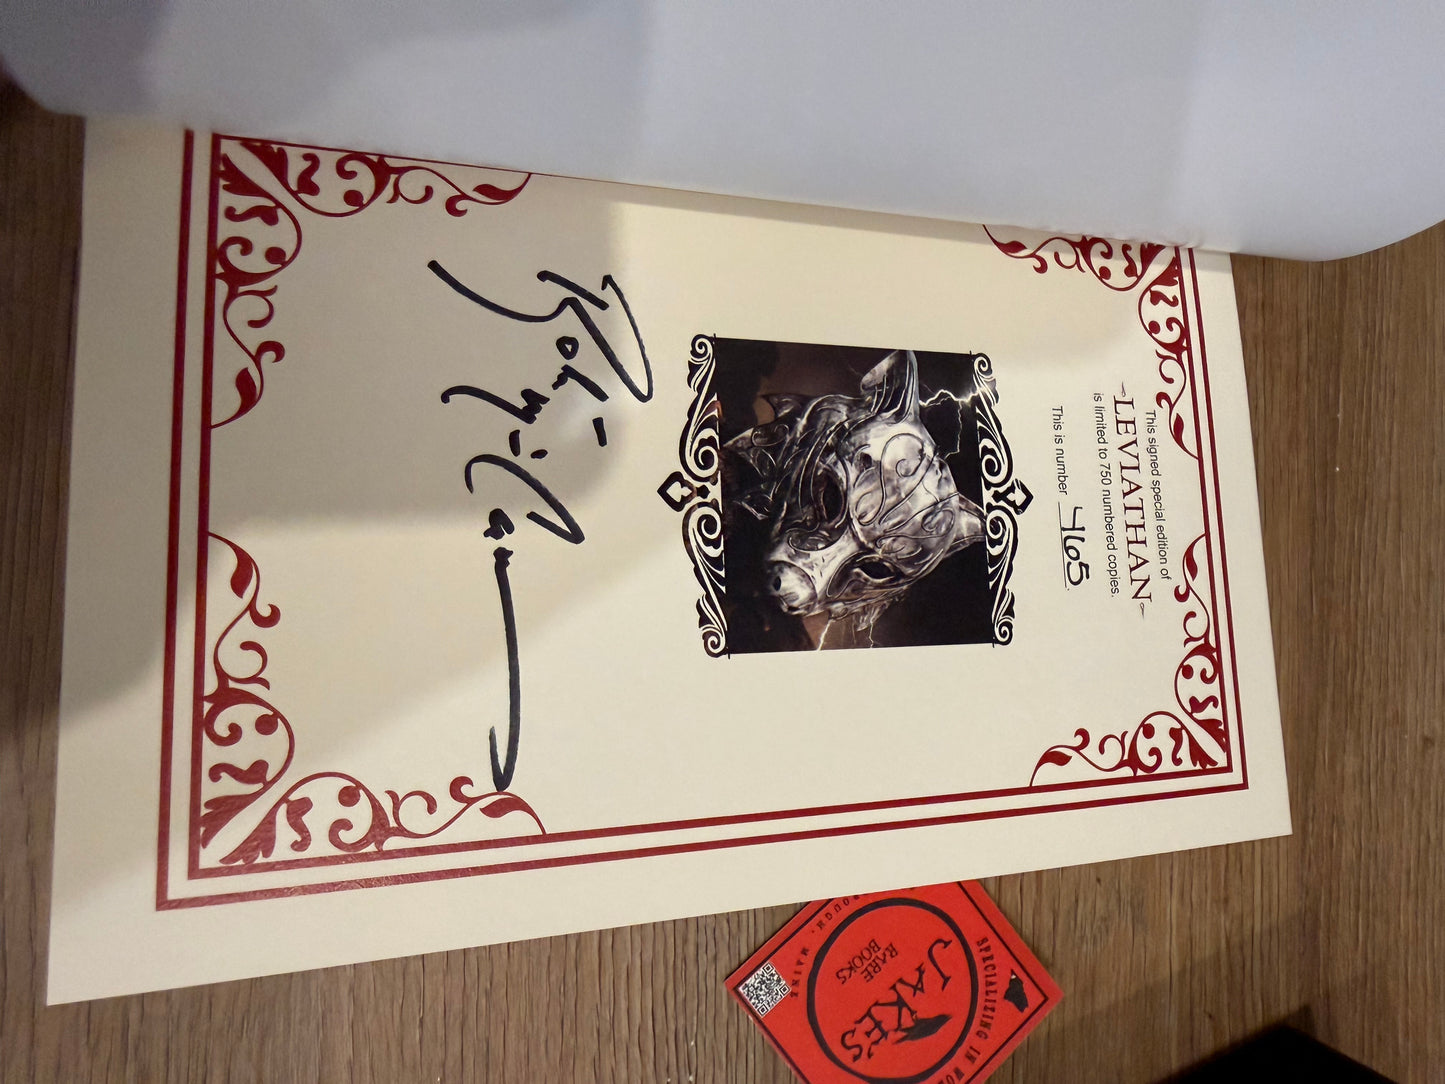 This signed special edition of
LEVIATHAN
is limited to 750 numbered copies.
This is number 465.
JAKE'S
RARE
BOOKS
SPECIALIZING IN
MAINE